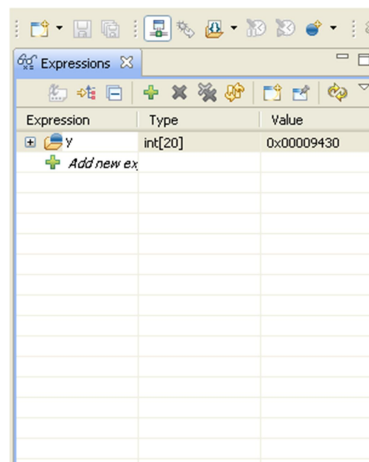 Expressions
Expression Type Value
y int[20] 0x00009430
Add new ex